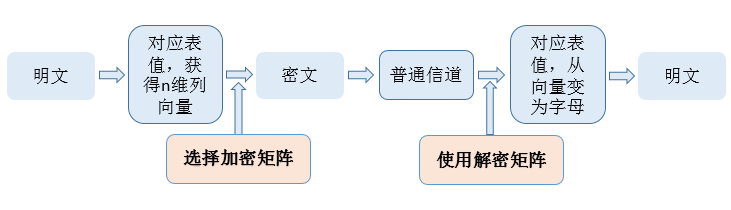 明文
对应表
值，获
得n维列
向量
密文
普通信道
对应表
值，从
向量变
为字母
明文
选择加密矩阵
使用解密矩阵